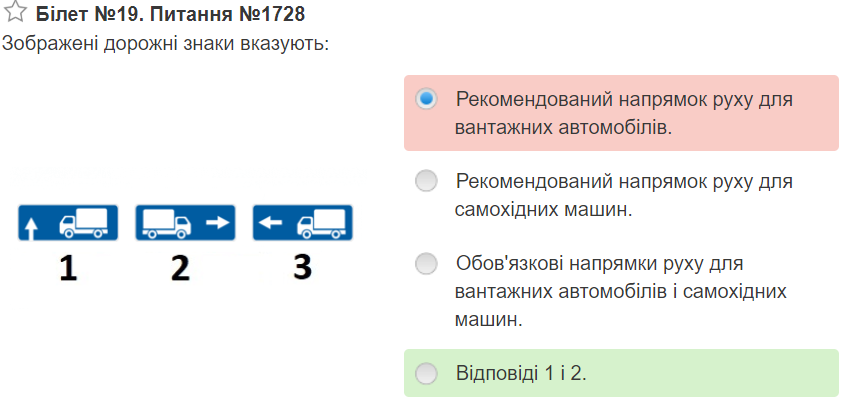 Білет №19. Питання №1728
Зображені дорожні знаки вказують:
1 2 3
Рекомендований напрямок руху для
вантажних автомобілів.
Рекомендований напрямок руху для
самохідних машин.
Обов'язкові напрямки руху для
вантажних автомобілів і самохідних
машин.
Відповіді 1 і 2.